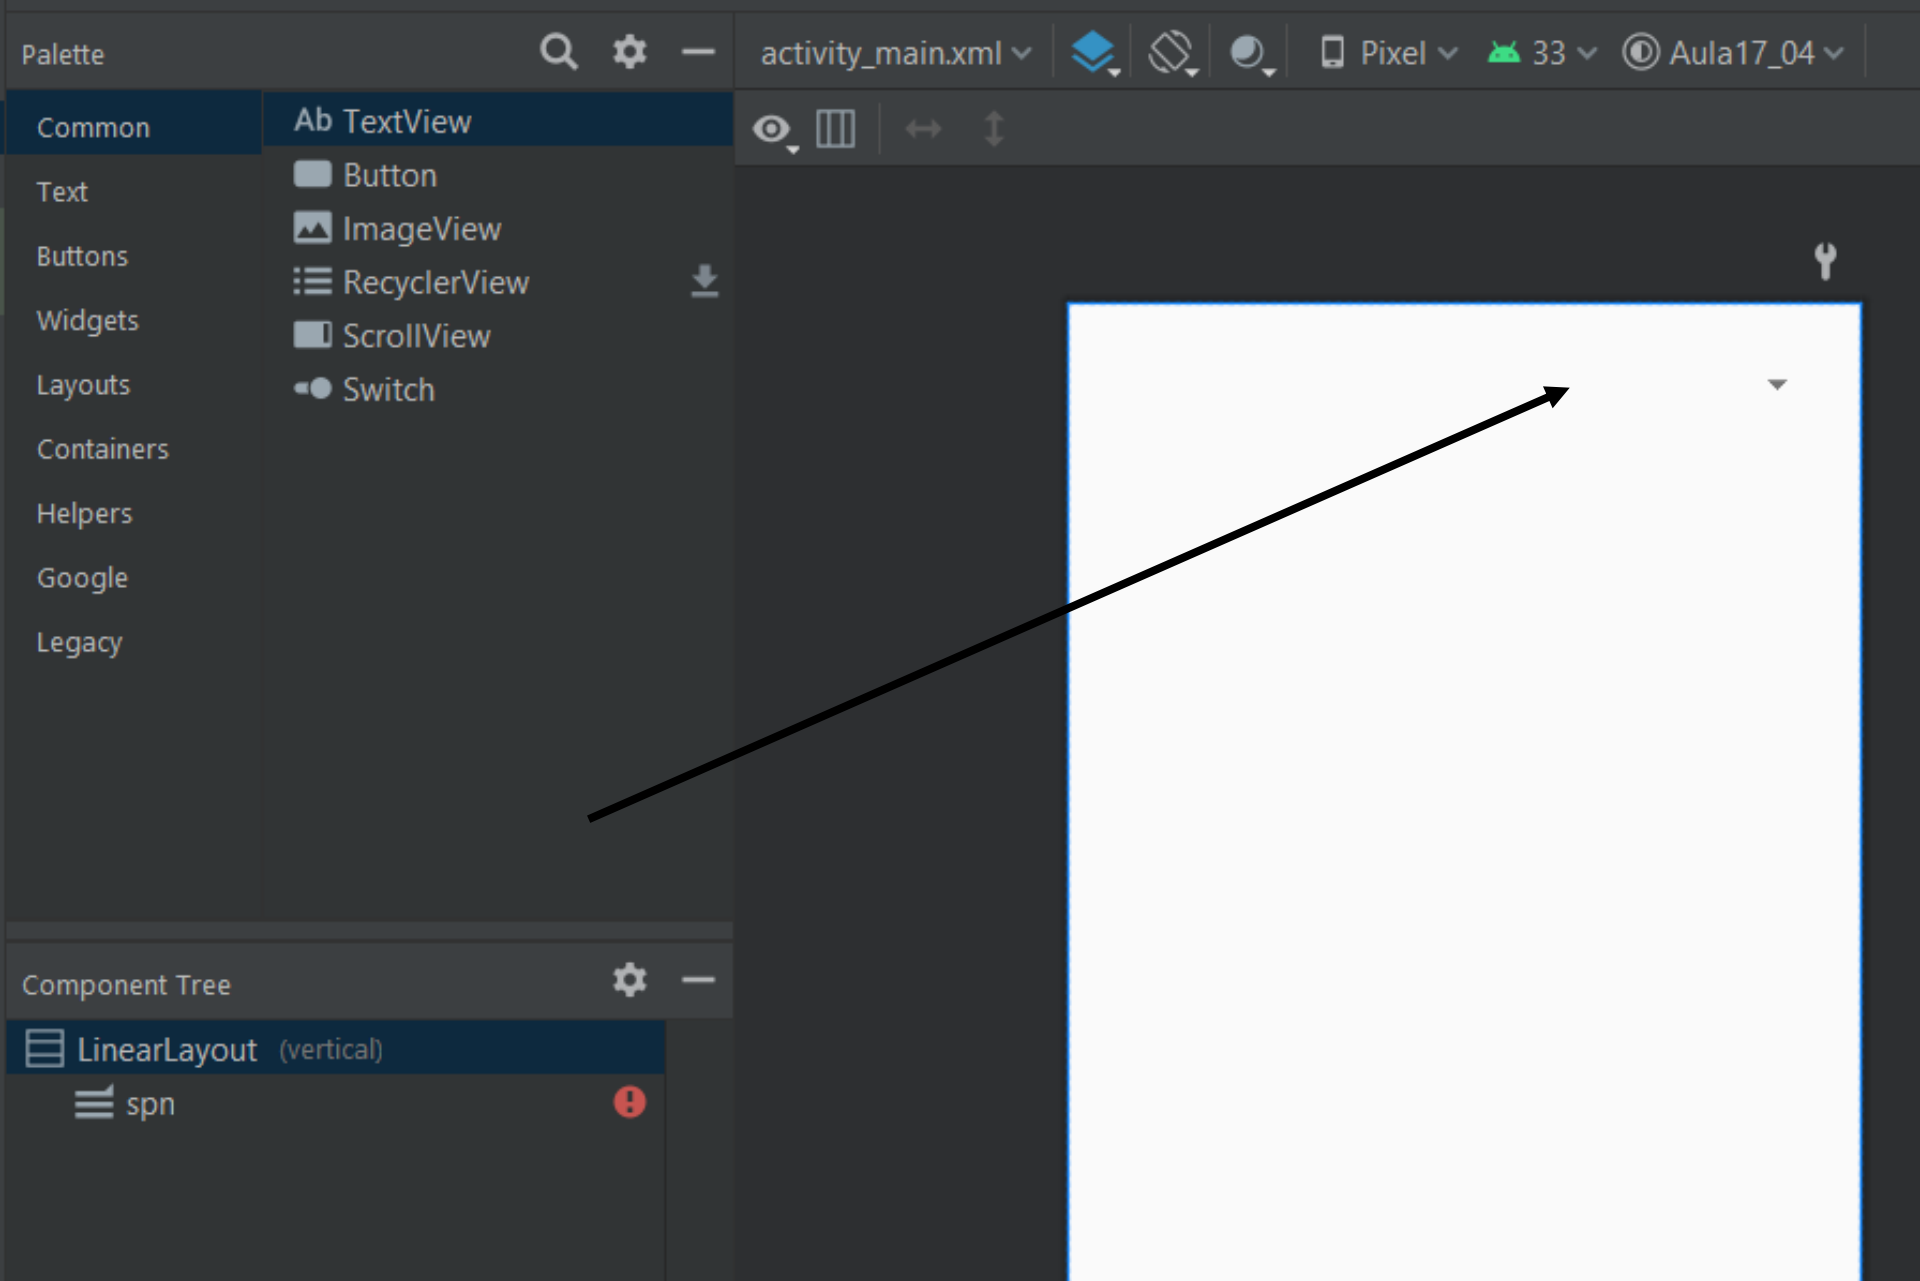 Palette
activity_main.xml
Pixel
33
Aula17_04
Common
Text
Buttons
Widgets
Layouts
Containers
Helpers
Google
Legacy
Ab TextView
Button
ImageView
RecyclerView
ScrollView
Switch
Component Tree
LinearLayout (vertical)
spn